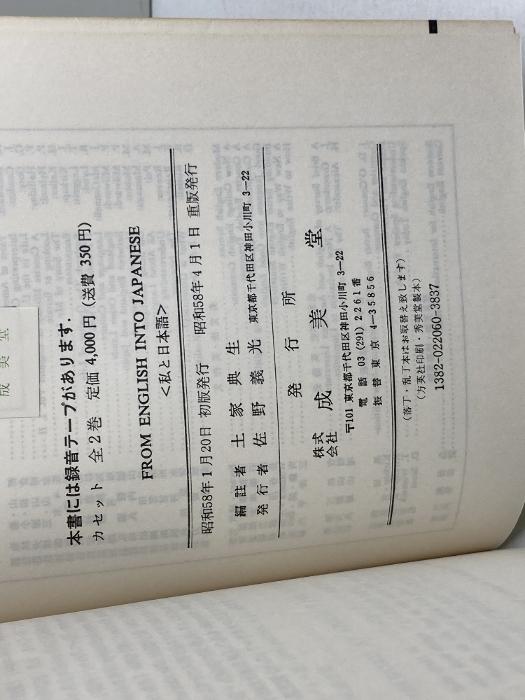 成美堂
本書には録音テープがあります.
カセット 全2巻 定価 4,000円 (送費 350円)
FROM ENGLISH INTO JAPANESE
<私と日本語>
昭和58年1月20日 初版発行 昭和58年4月1日 重版発行
編註者 土家典生
発行者 佐野義光 東京都千代田区神田小川町 3—22
発行所
株式会社 成美堂
〒101 東京都千代田区神田小川町 3—22
電話 03 (291) 2261番
振替東京 4—35856
(落丁・乱丁本はお取替え致します)
(方英社印刷・秀美堂製本)
1382-022060-3837